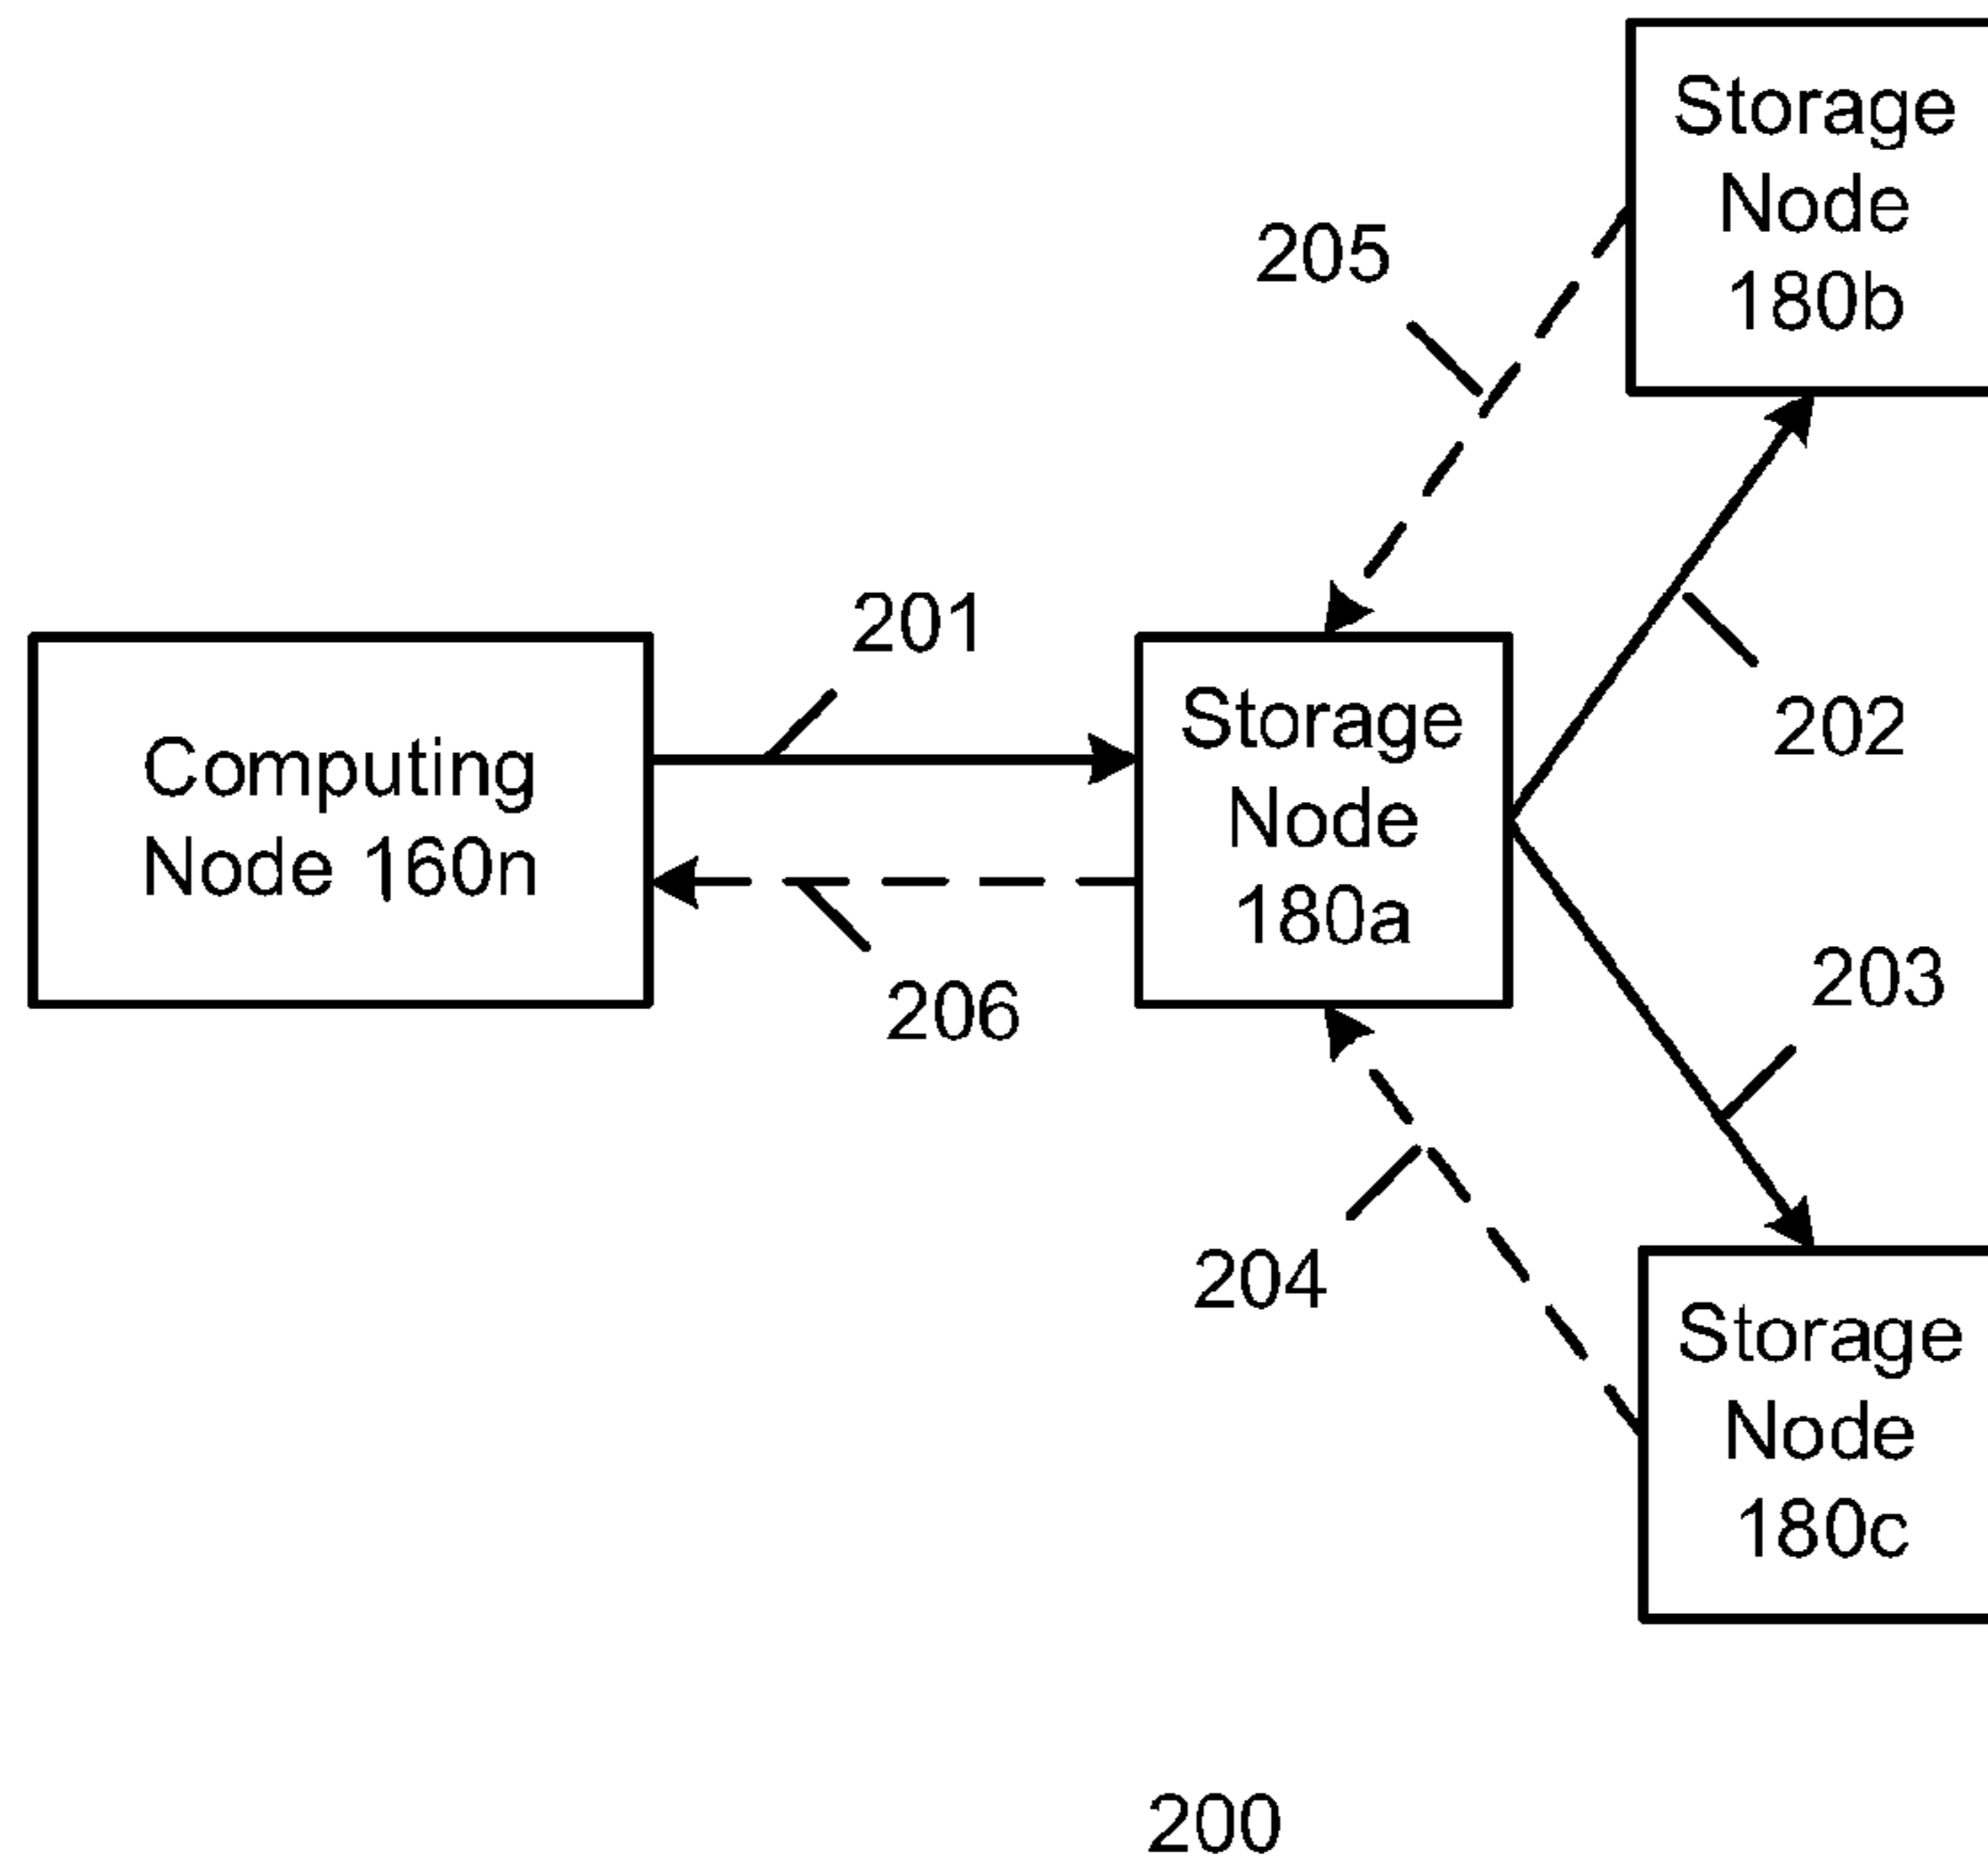 Storage
Node
180b
205
201
202
Computing
Node 160n
Storage
Node
180a
206
203
204
Storage
Node
180c
200